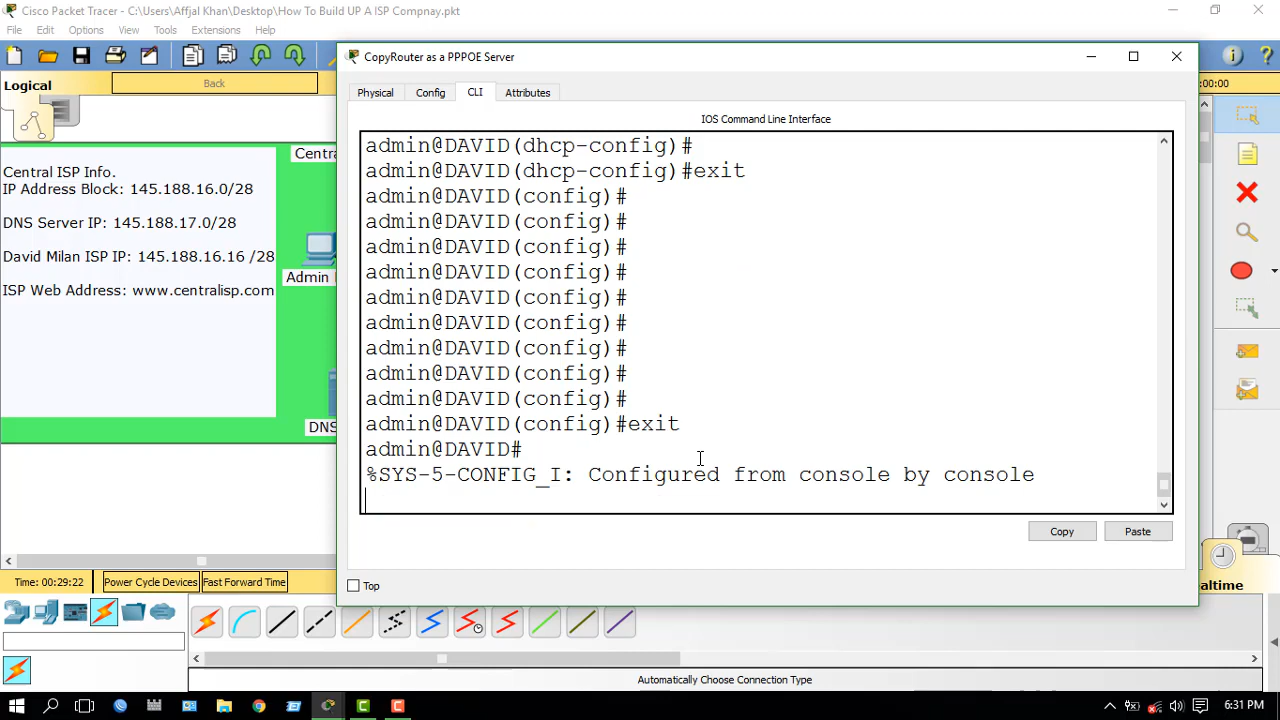 Cisco Packet Tracer - C:\Users\Affjal Khan\Desktop\How To Build UP A ISP Compnay.pkt
File Edit Options View Tools Extensions
Logical
Back
:00:00
Central ISP Info.
IP Address Block: 145.188.16.0/28
DNS Server IP: 145.188.17.0/28
David Milan ISP IP: 145.188.16.16 /28
ISP Web Address: www.centralisp.com
Centra
Admin
DNS
CopyRouter as a PPPOE Server
Physical Config CLI Attributes
IOS Command Line Interface
admin@DAVID(dhcp-config)#
admin@DAVID(dhcp-config)#exit
admin@DAVID(config)#
admin@DAVID(config)#
admin@DAVID(config)#
admin@DAVID(config)#
admin@DAVID(config)#
admin@DAVID(config)#
admin@DAVID(config)#
admin@DAVID(config)#
admin@DAVID(config)#
admin@DAVID(config)#exit
admin@DAVID#
%SYS-5-CONFIG_I: Configured from console by console
Copy Paste
Top
Time: 00:29:22 Power Cycle Devices Fast Forward Time
ealtime
Automatically Choose Connection Type
6:31 PM